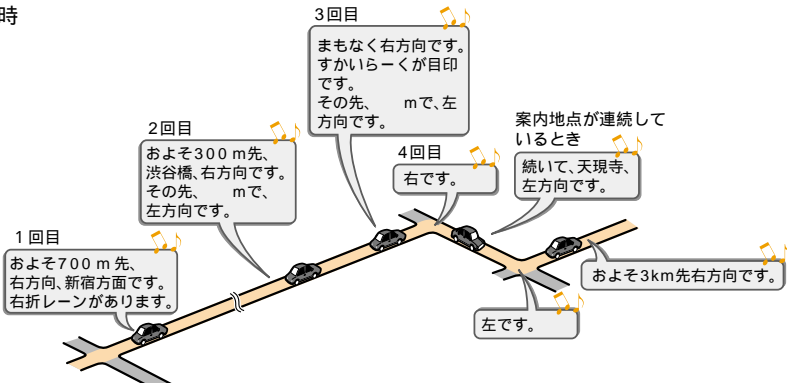 時
3回目
まもなく右方向です。
すかいらーくが目印
です。
その先、　　mで、左
方向です。
2回目
およそ300 m先、
渋谷橋、右方向です。
その先、　　mで、
左方向です。
4回目
右です。
案内地点が連続して
いるとき
続いて、天現寺、
左方向です。
1回目
およそ700 m 先、
右方向、新宿方面です。
右折レーンがあります。
およそ3km先右方向です。
左です。